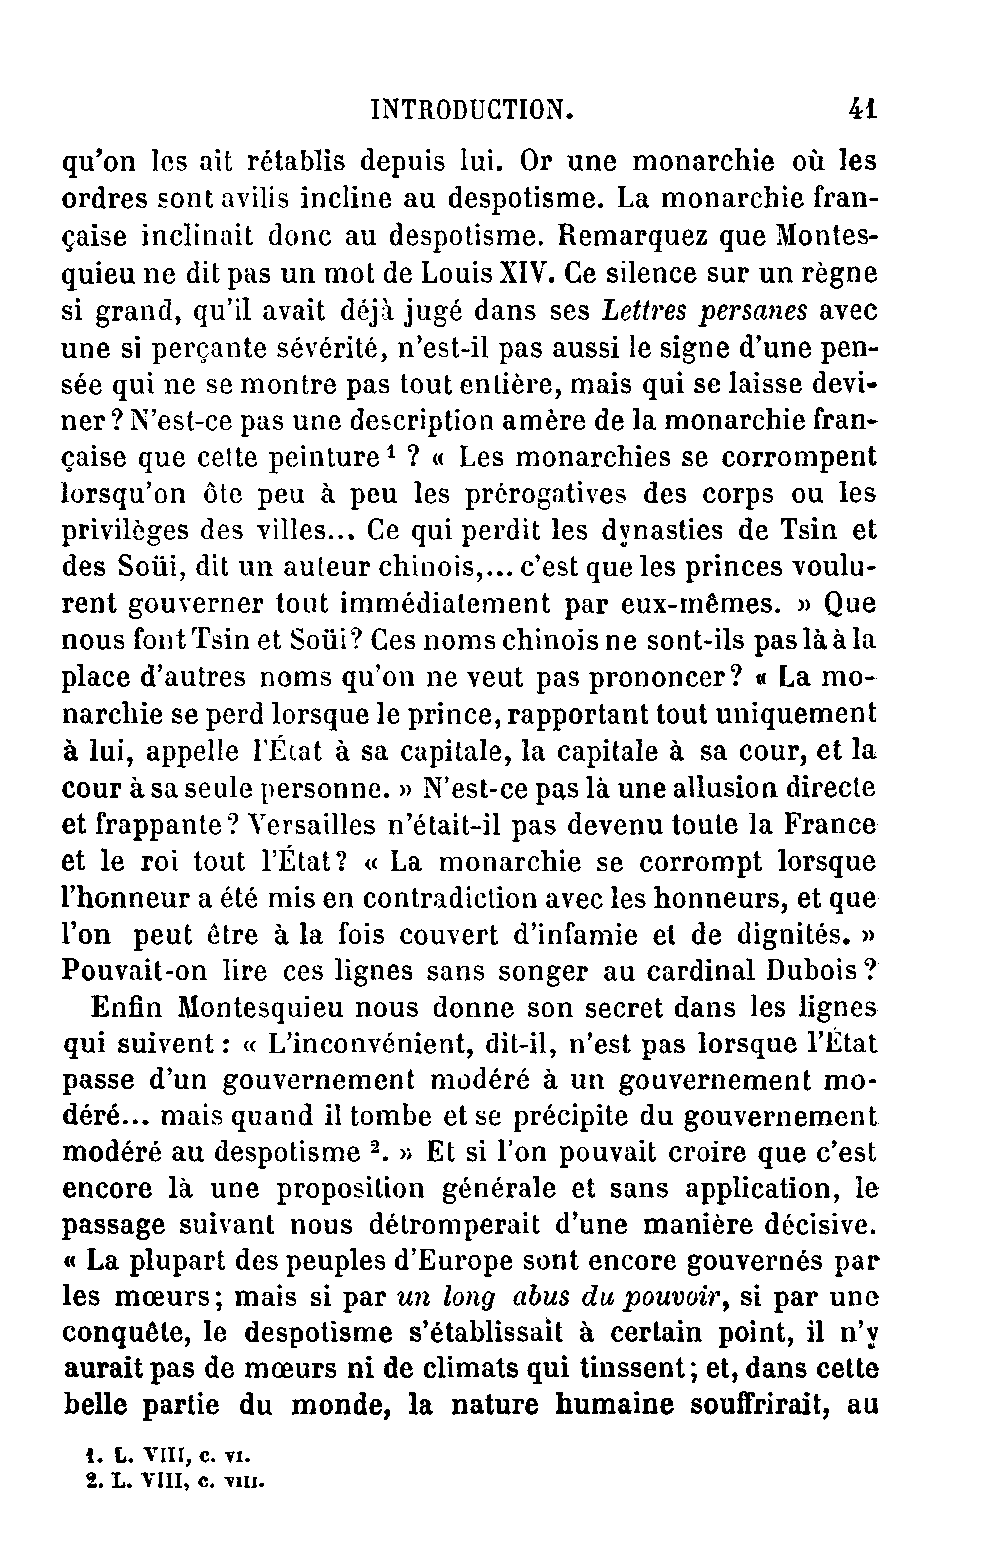 INTRODUCTION. 41
qu'on les ait rétablis depuis lui. Or une monarchie où les
ordres sont avilis incline au despotisme. La monarchie fran-
çaise inclinait donc au despotisme. Remarquez que Montes-
quieu ne dit pas un mot de Louis XIV. Ce silence sur un règne
si grand, qu'il avait déjà jugé dans ses Lettres persanes avec
une si perçante sévérité, n'est-il pas aussi le signe d'une pen-
sée qui ne se montre pas tout entière, mais qui se laisse devi-
ner ? N'est-ce pas une description amère de la monarchie fran-
çaise que cette peinture ¹ ? « Les monarchies se corrompent
lorsqu'on ôte peu à peu les prérogatives des corps ou les
privilèges des villes... Ce qui perdit les dynasties de Tsin et
des Soüi, dit un auteur chinois,... c'est que les princes voulu-
rent gouverner tout immédiatement par eux-mêmes. » Que
nous font Tsin et Soüi? Ces noms chinois ne sont-ils pas là à la
place d'autres noms qu'on ne veut pas prononcer? « La mo-
narchie se perd lorsque le prince, rapportant tout uniquement
à lui, appelle l'État à sa capitale, la capitale à sa cour, et la
cour à sa seule personne. » N'est-ce pas là une allusion directe
et frappante? Versailles n'était-il pas devenu toute la France
et le roi tout l'État? « La monarchie se corrompt lorsque
l'honneur a été mis en contradiction avec les honneurs, et que
l'on peut être à la fois couvert d'infamie et de dignités. »
Pouvait-on lire ces lignes sans songer au cardinal Dubois?
Enfin Montesquieu nous donne son secret dans les lignes
qui suivent : « L'inconvénient, dit-il, n'est pas lorsque l'État
passe d'un gouvernement modéré à un gouvernement mo-
déré... mais quand il tombe et se précipite du gouvernement
modéré au despotisme ². » Et si l'on pouvait croire que c'est
encore là une proposition générale et sans application, le
passage suivant nous détromperait d'une manière décisive.
« La plupart des peuples d'Europe sont encore gouvernés par
les mœurs; mais si par un long abus du pouvoir, si par une
conquête, le despotisme s'établissait à certain point, il n'y
aurait pas de mœurs ni de climats qui tinssent; et, dans cette
belle partie du monde, la nature humaine souffrirait, au
1. L. VIII, c. VI.
2. L. VIII, c. VIII.